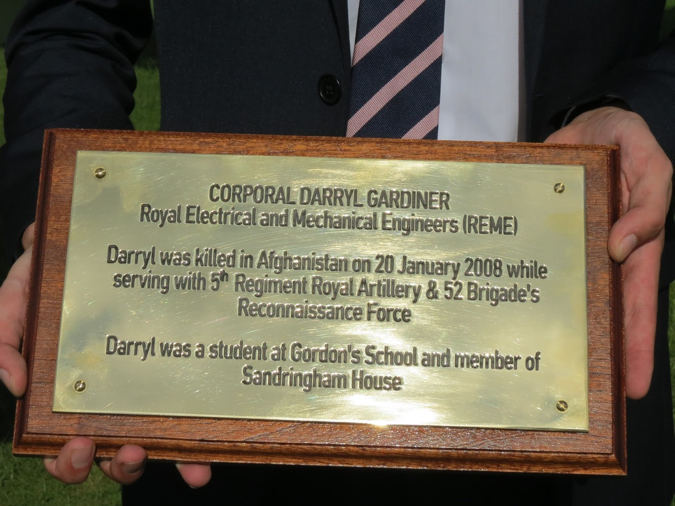 CORPORAL DARRYL GARDINER
Royal Electrical and Mechanical Engineers (REME)
Darryl was killed in Afghanistan on 20 January 2008 while
serving with 5th Regiment Royal Artillery & 52 Brigade's
Reconnaissance Force
Darryl was a student at Gordon's School and member of
Sandringham House